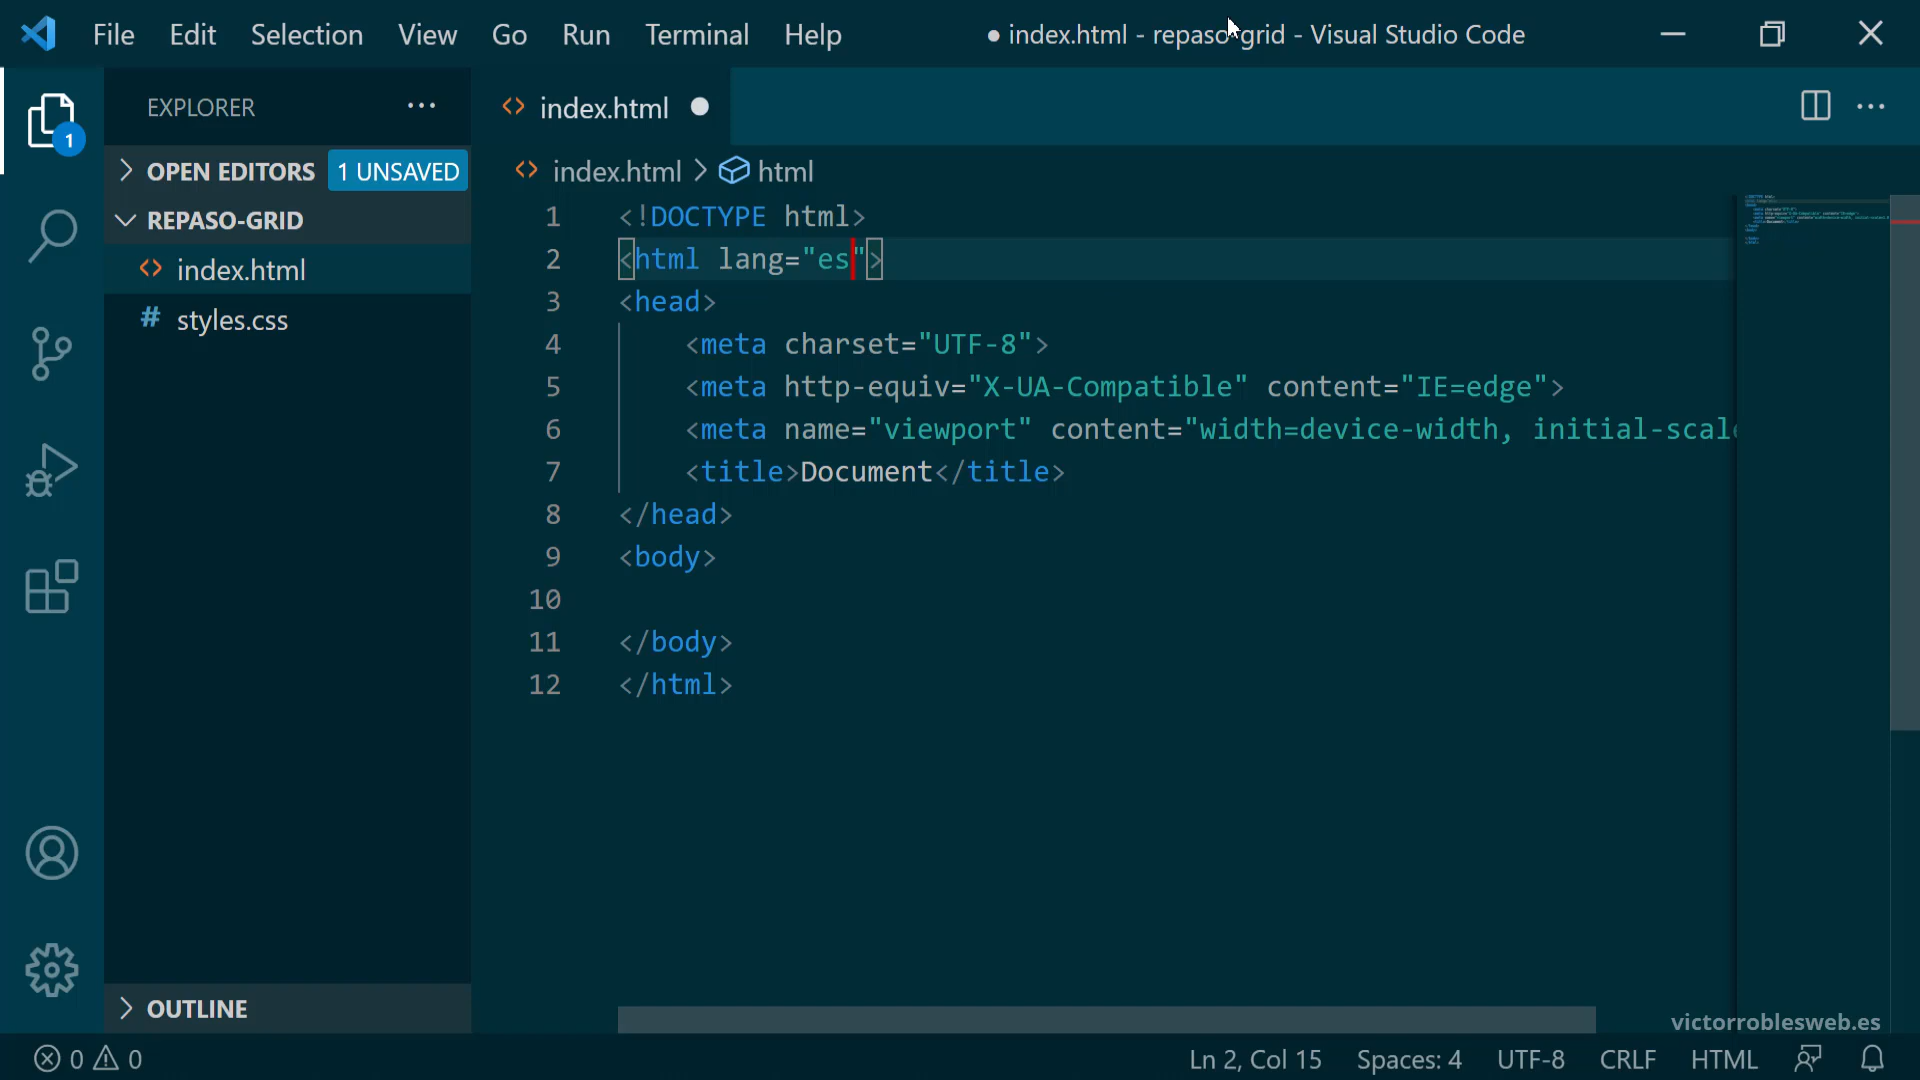 File Edit Selection View Go Run Terminal Help ● index.html - repaso-grid - Visual Studio Code
EXPLORER ···
index.html
1
OPEN EDITORS 1 UNSAVED
index.html > html
REPASO-GRID
index.html
# styles.css
1 <!DOCTYPE html>
2 <html lang="es">
3 <head>
4 <meta charset="UTF-8">
5 <meta http-equiv="X-UA-Compatible" content="IE=edge">
6 <meta name="viewport" content="width=device-width, initial-scale
7 <title>Document</title>
8 </head>
9 <body>
10
11 </body>
12 </html>
OUTLINE
victorroblesweb.es
0 0 Ln 2, Col 15 Spaces: 4 UTF-8 CRLF HTML